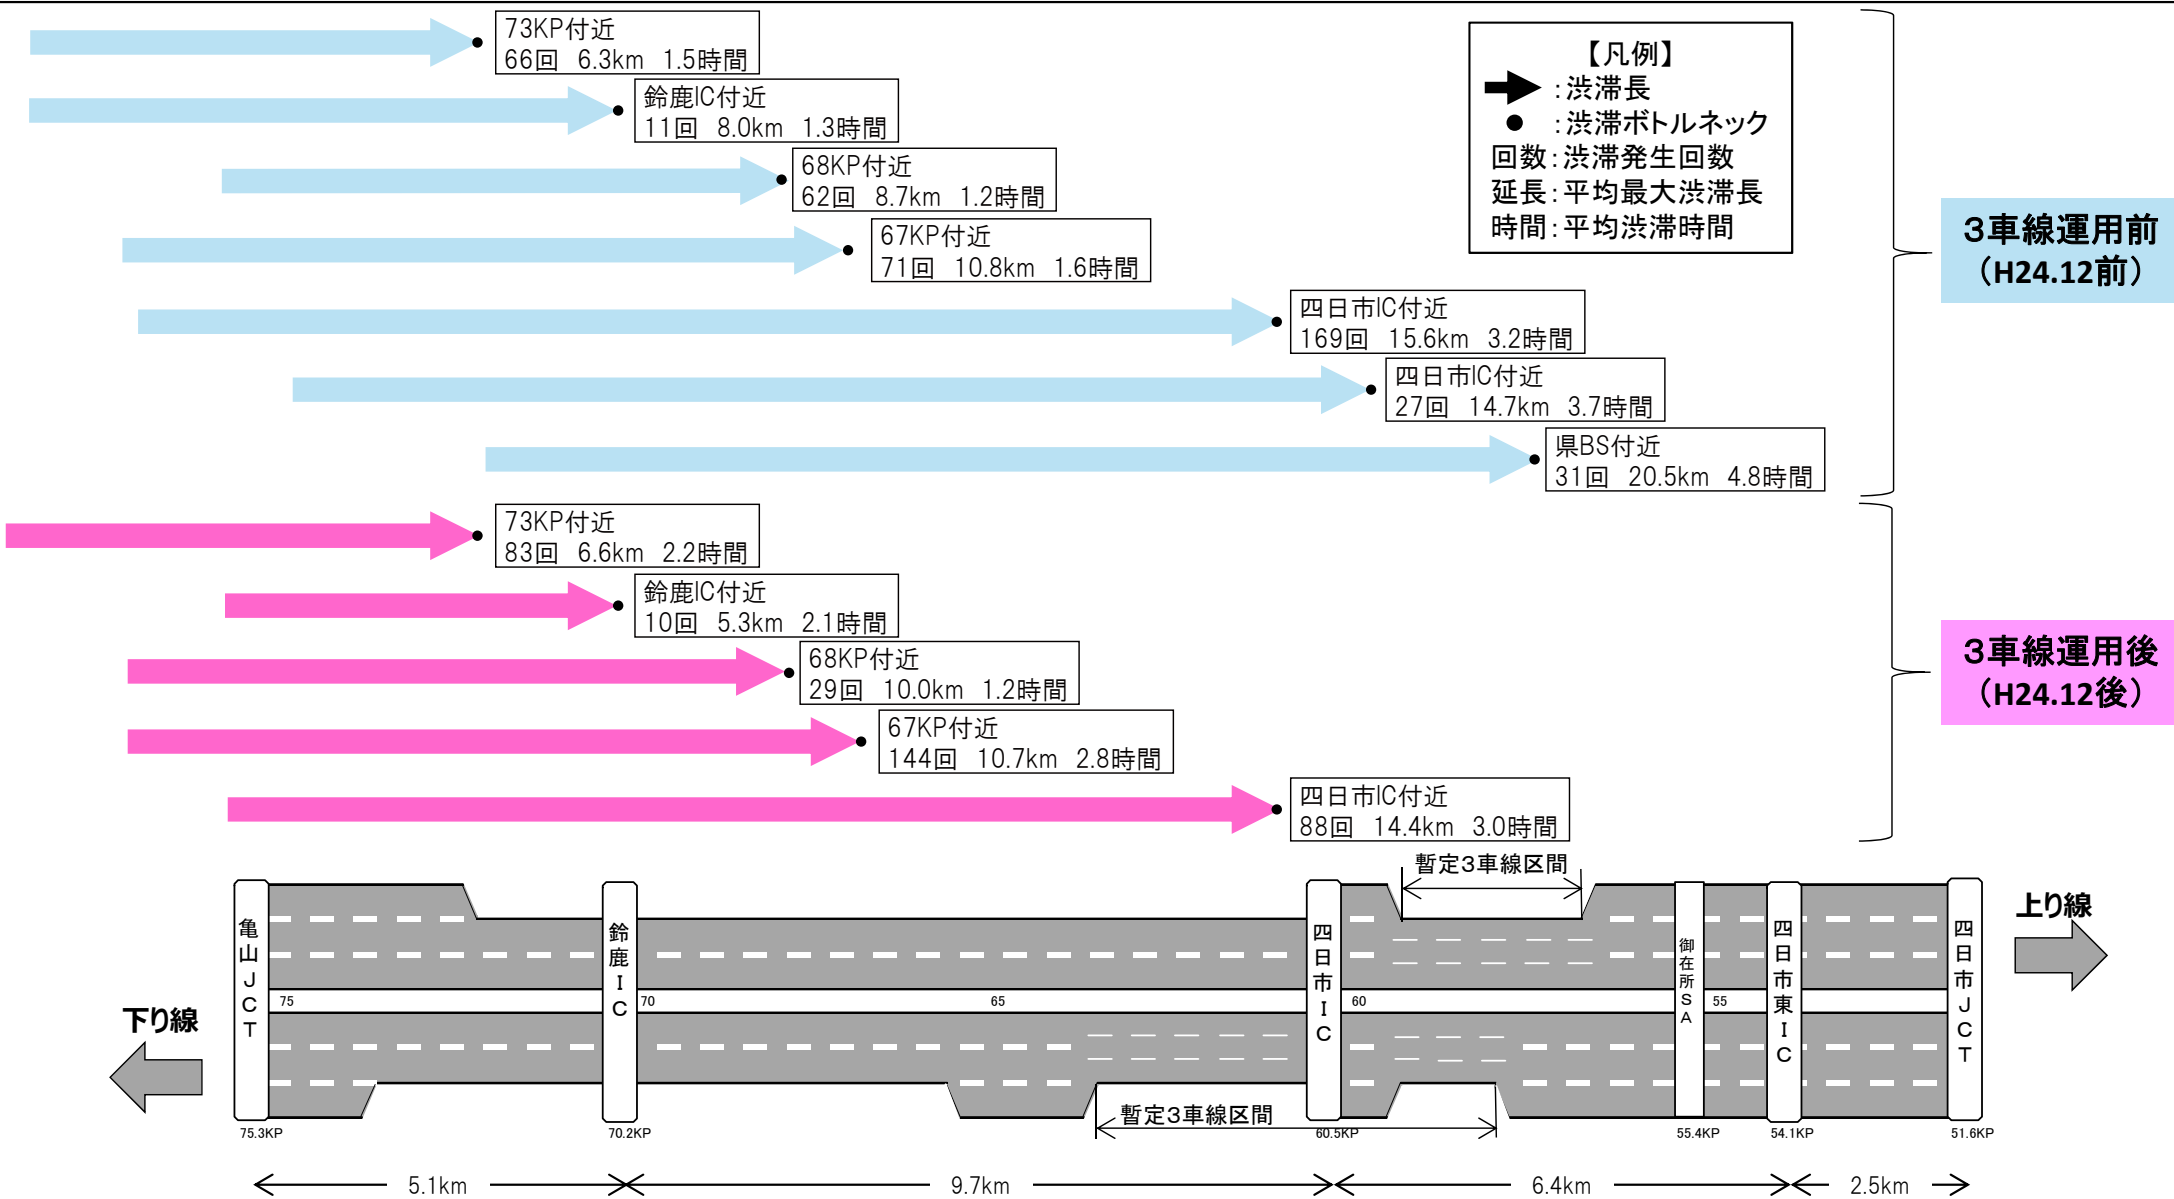 73KP付近
66回 6.3km 1.5時間
鈴鹿IC付近
11回 8.0km 1.3時間
68KP付近
62回 8.7km 1.2時間
67KP付近
71回 10.8km 1.6時間
四日市IC付近
169回 15.6km 3.2時間
四日市IC付近
27回 14.7km 3.7時間
県BS付近
31回 20.5km 4.8時間
【凡例】
:渋滞長
:渋滞ボトルネック
回数:渋滞発生回数
延長:平均最大渋滞長
時間:平均渋滞時間
3車線運用前
(H24.12前)
73KP付近
83回 6.6km 2.2時間
鈴鹿IC付近
10回 5.3km 2.1時間
68KP付近
29回 10.0km 1.2時間
67KP付近
144回 10.7km 2.8時間
四日市IC付近
88回 14.4km 3.0時間
3車線運用後
(H24.12後)
暫定3車線区間
上り線
下り線
亀山JCT
鈴鹿IC
四日市IC
御在所SA
四日市東IC
四日市JCT
75
70
65
60
55
暫定3車線区間
75.3KP
70.2KP
60.5KP
55.4KP
54.1KP
51.6KP
5.1km
9.7km
6.4km
2.5km